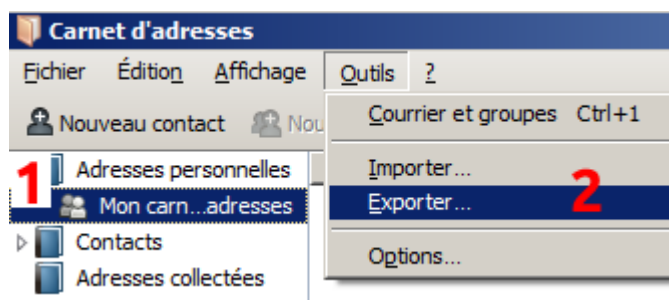 Carnet d'adresses
Fichier Édition Affichage Outils ?
Nouveau contact Nou
Courrier et groupes Ctrl+1
Importer...
Exporter...
Options...
1
2
Adresses personnelles
Mon carn...adresses
Contacts
Adresses collectées